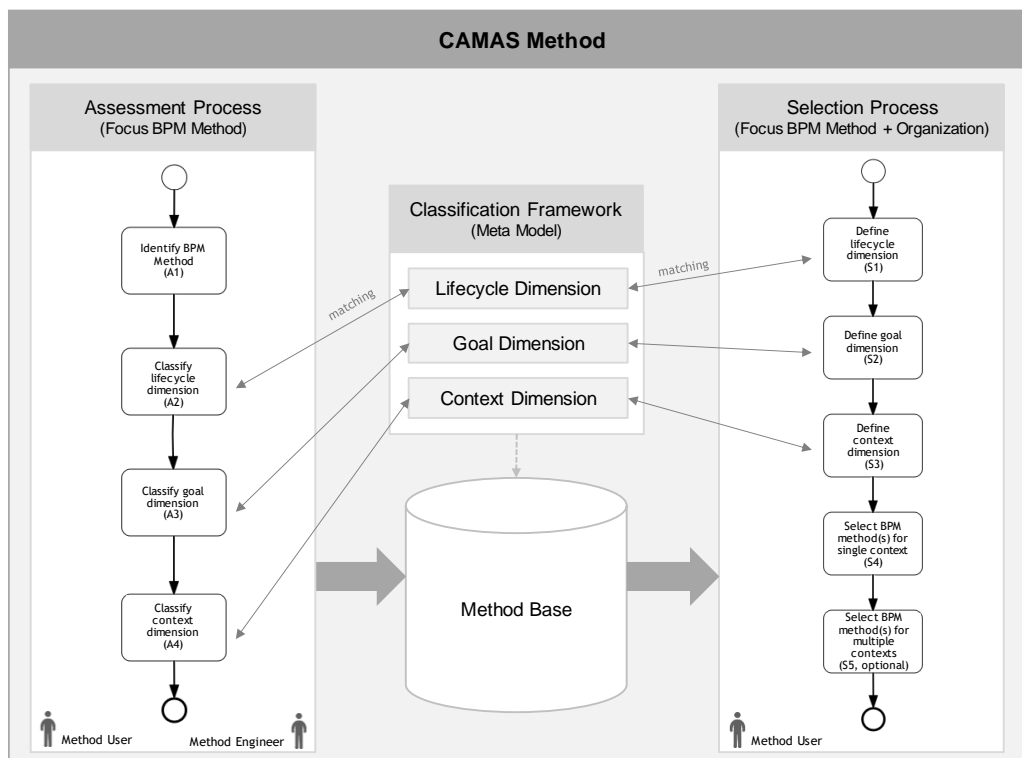 CAMAS Method
Assessment Process
(Focus BPM Method)
Identify BPM
Method
(A1)
Classify
lifecycle
dimension
(A2)
Classify goal
dimension
(A3)
Classify
context
dimension
(A4)
Method User
Method Engineer
Classification Framework
(Meta Model)
Lifecycle Dimension
Goal Dimension
Context Dimension
matching
matching
Method Base
Selection Process
(Focus BPM Method + Organization)
Define
lifecycle
dimension
(S1)
Define goal
dimension
(S2)
Define
context
dimension
(S3)
Select BPM
method(s) for
single context
(S4)
Select BPM
method(s) for
multiple
contexts
(S5, optional)
Method User